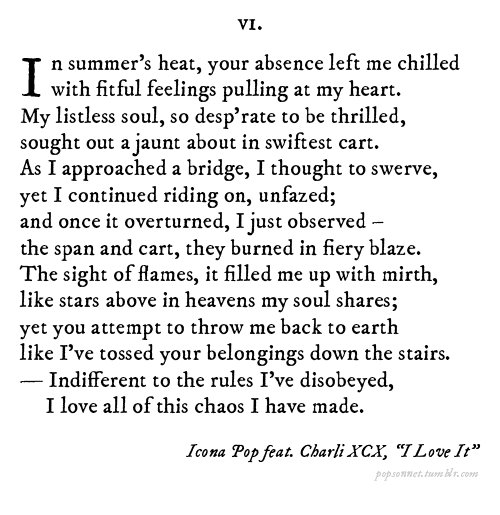 VI.
In summer's heat, your absence left me chilled
with fitful feelings pulling at my heart.
My listless soul, so desp'rate to be thrilled,
sought out a jaunt about in swiftest cart.
As I approached a bridge, I thought to swerve,
yet I continued riding on, unfazed;
and once it overturned, I just observed –
the span and cart, they burned in fiery blaze.
The sight of flames, it filled me up with mirth,
like stars above in heavens my soul shares;
yet you attempt to throw me back to earth
like I've tossed your belongings down the stairs.
— Indifferent to the rules I've disobeyed,
I love all of this chaos I have made.
Icona Pop feat. Charli XCX, “I Love It”
popsonnet.tumblr.com